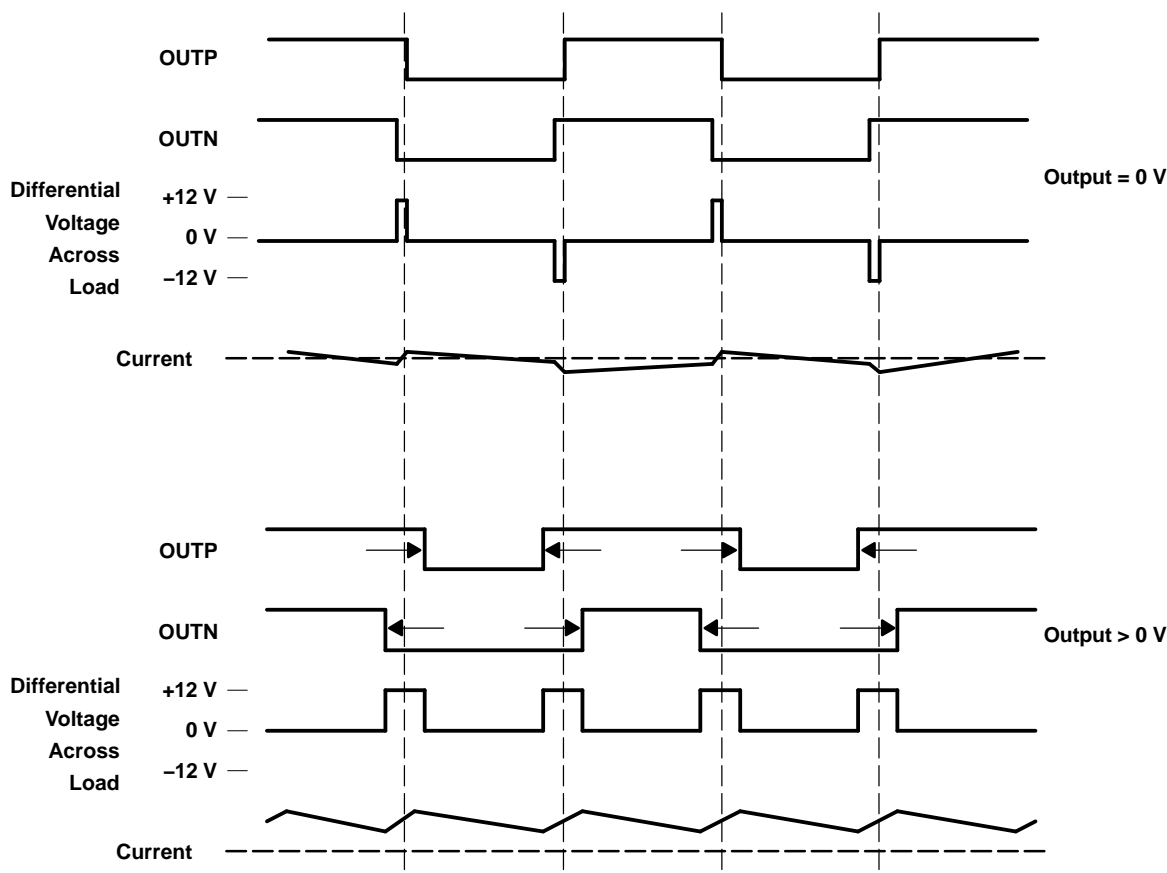 OUTP
OUTN
Output = 0 V
Differential
Voltage
Across
Load
+12 V
0 V
–12 V
Current
OUTP
OUTN
Output > 0 V
Differential
Voltage
Across
Load
+12 V
0 V
–12 V
Current